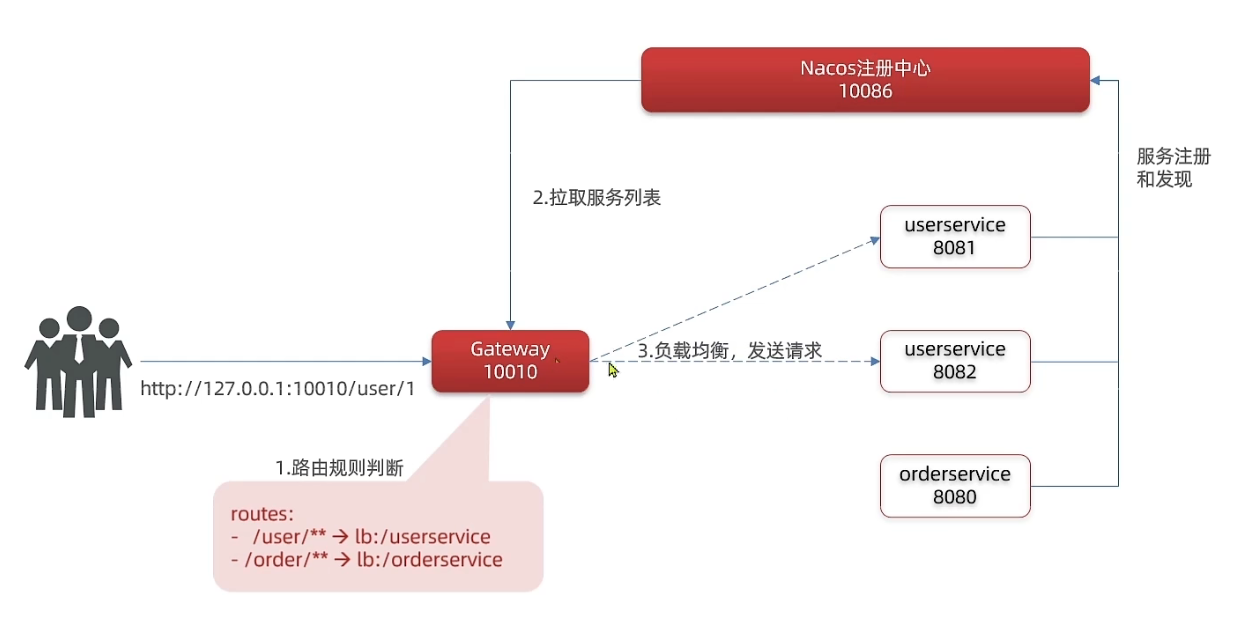 Nacos注册中心
10086
服务注册
和发现
2.拉取服务列表
userservice
8081
Gateway
10010
3.负载均衡，发送请求
userservice
8082
http://127.0.0.1:10010/user/1
1.路由规则判断
orderservice
8080
routes:
- /user/** → lb:/userservice
- /order/** → lb:/orderservice